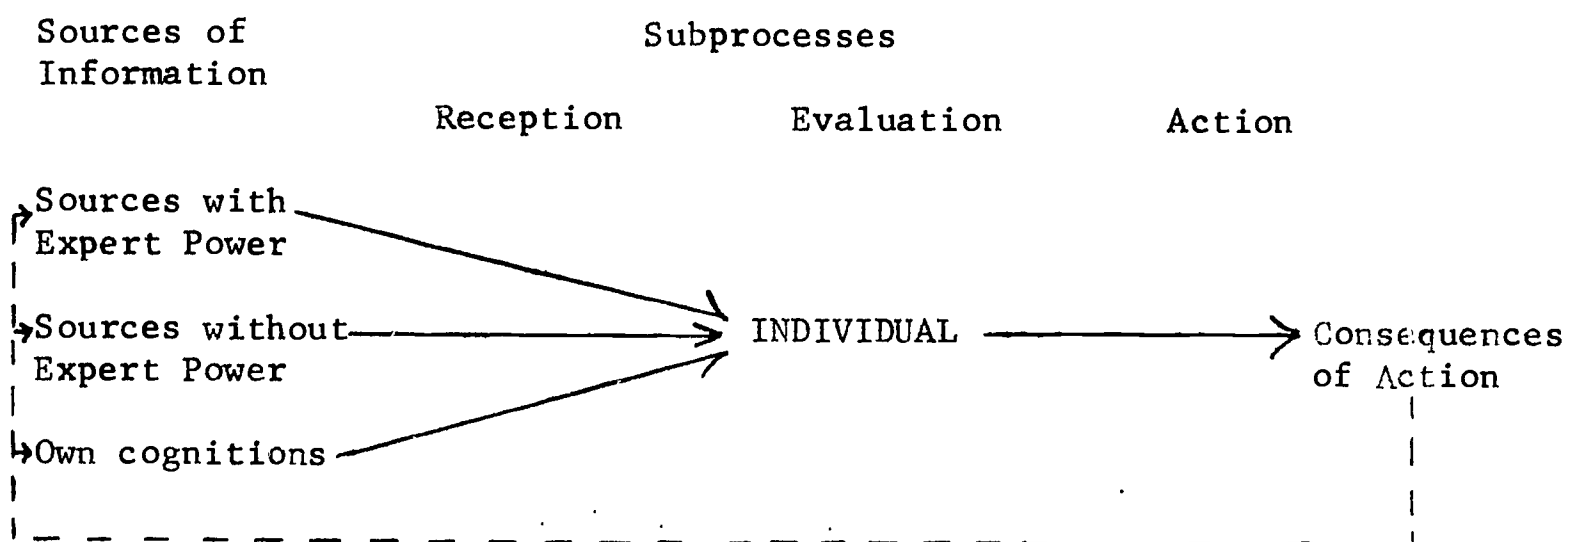 Sources of
Information
Subprocesses
Reception Evaluation Action
Sources with
Expert Power
Sources without
Expert Power
Own cognitions
INDIVIDUAL
Consequences
of Action